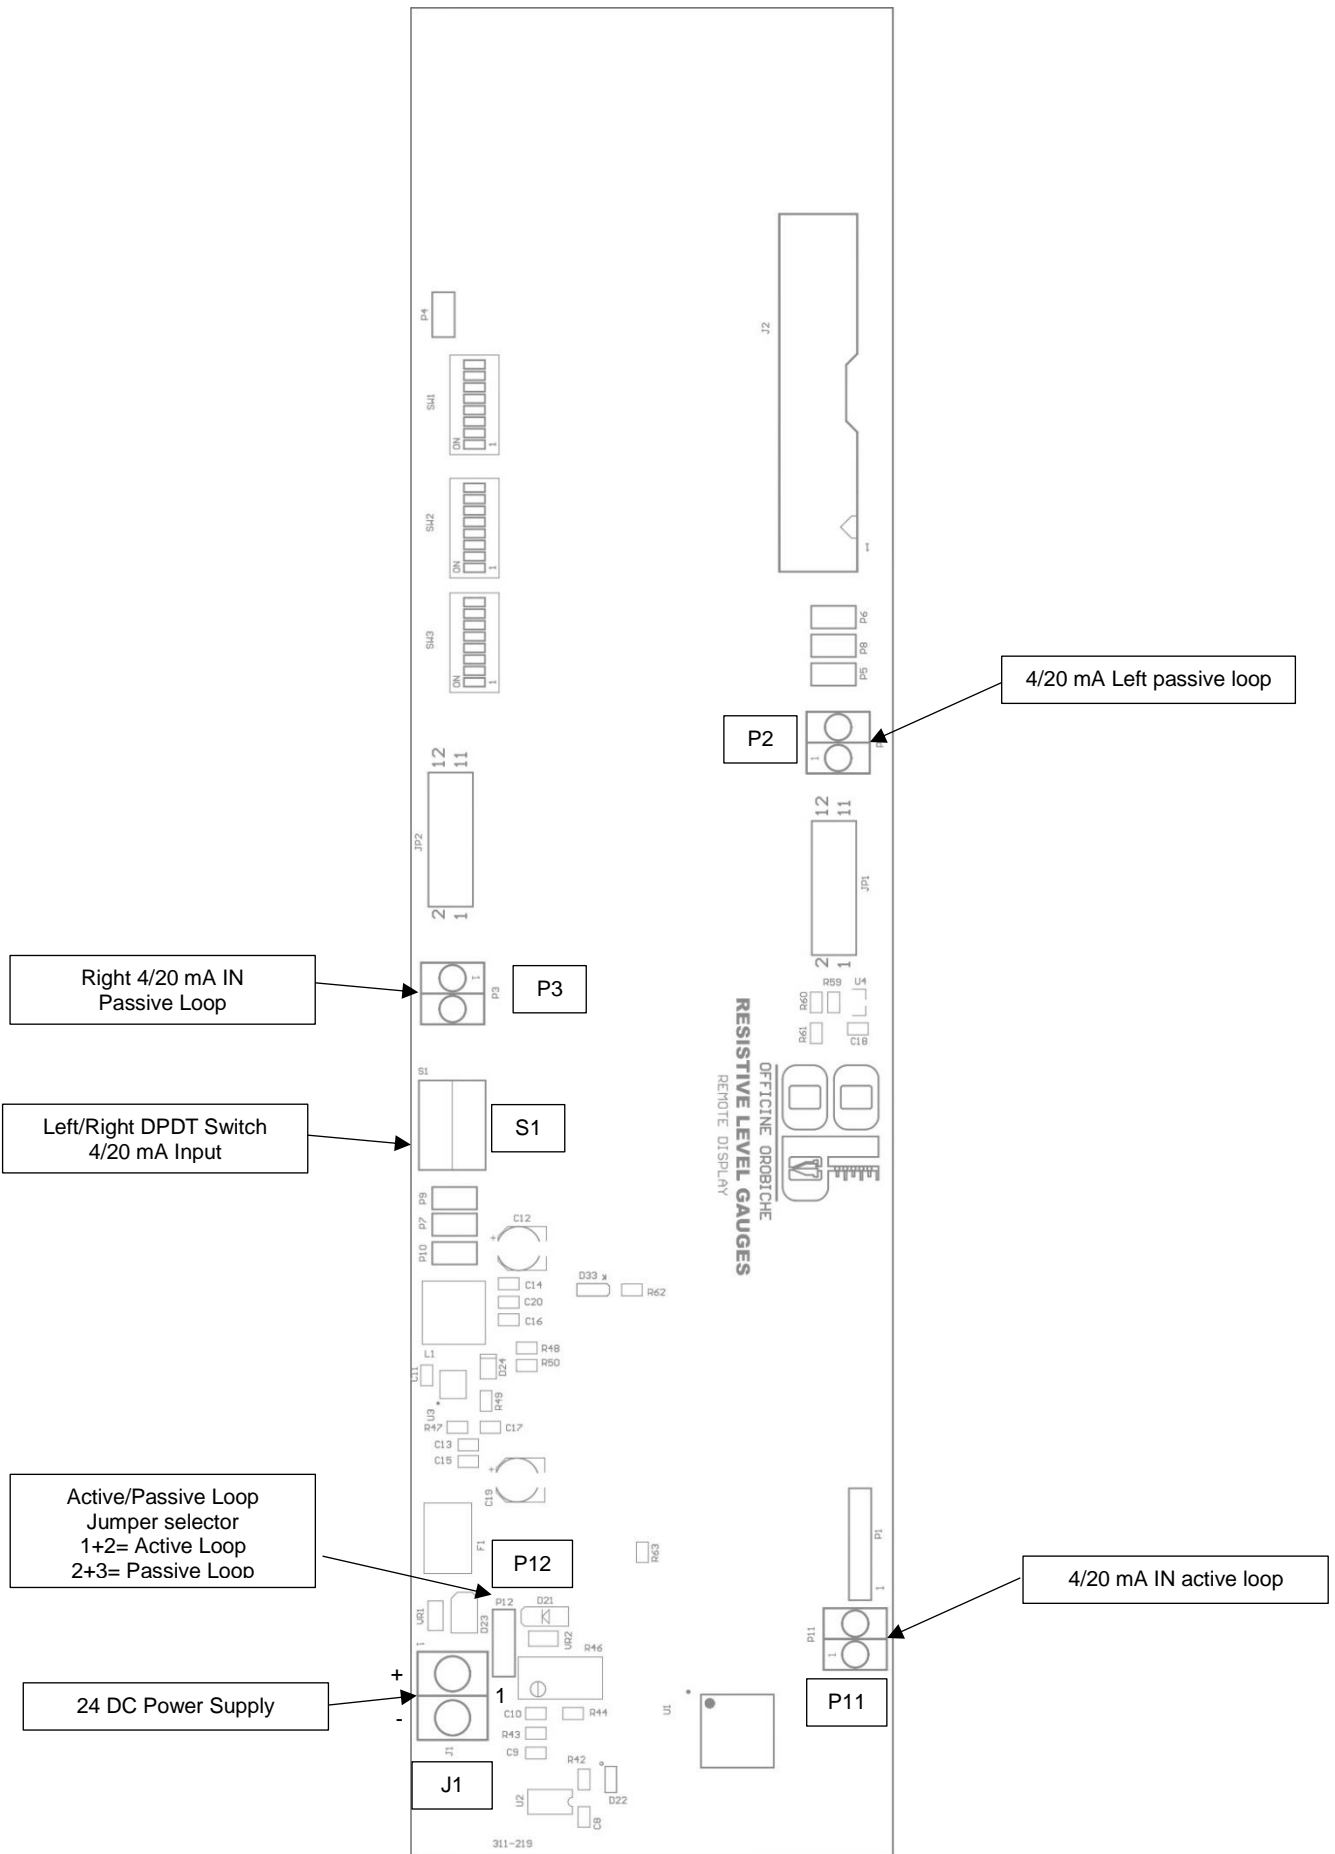 P4
J2
SW1
ON
1
SW2
ON
1
1
SW3
ON
1
P6
P8
P5
4/20 mA Left passive loop
P2
1
P
12
11
JP2
2
1
12
11
JP1
2
1
Right 4/20 mA IN
Passive Loop
1
P3
P3
R59
U4
R60
R61
C18
RESISTIVE LEVEL GAUGES
REMOTE DISPLAY
OFFICINE OROBICHE
S1
Left/Right DPDT Switch
4/20 mA Input
S1
P9
P7
P10
C12
+
C14
C20
C16
D33
K
R62
L1
R48
R50
C11
D24
U3
R49
R47
C17
C13
C15
+
C19
Active/Passive Loop
Jumper selector
1+2= Active Loop
2+3= Passive Loop
F1
P12
R63
P1
1
4/20 mA IN active loop
VR1
D23
P12
D21
VR2
R46
P11
1
P11
1
+
-
24 DC Power Supply
1
J1
J1
C10
R44
R43
C9
U1
R42
D22
U2
C8
311-219